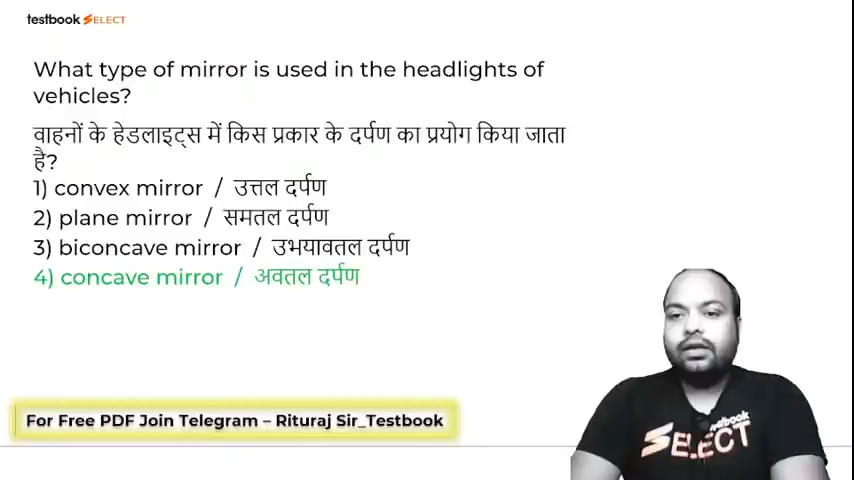 testbook SELECT
What type of mirror is used in the headlights of
vehicles?
वाहनों के हेडलाइट्स में किस प्रकार के दर्पण का प्रयोग किया जाता
है?
1) convex mirror / उत्तल दर्पण
2) plane mirror / समतल दर्पण
3) biconcave mirror / उभयावतल दर्पण
4) concave mirror / अवतल दर्पण
For Free PDF Join Telegram – Rituraj Sir_Testbook
testbook
SELECT